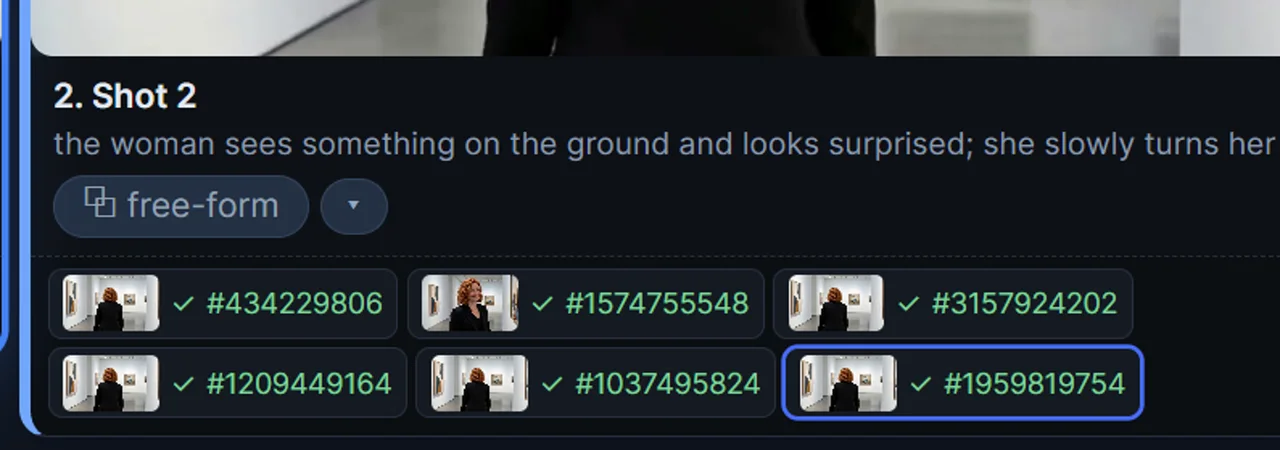 2. Shot 2
the woman sees something on the ground and looks surprised; she slowly turns her
free-form
✓ #434229806 ✓ #1574755548 ✓ #3157924202
✓ #1209449164 ✓ #1037495824 ✓ #1959819754